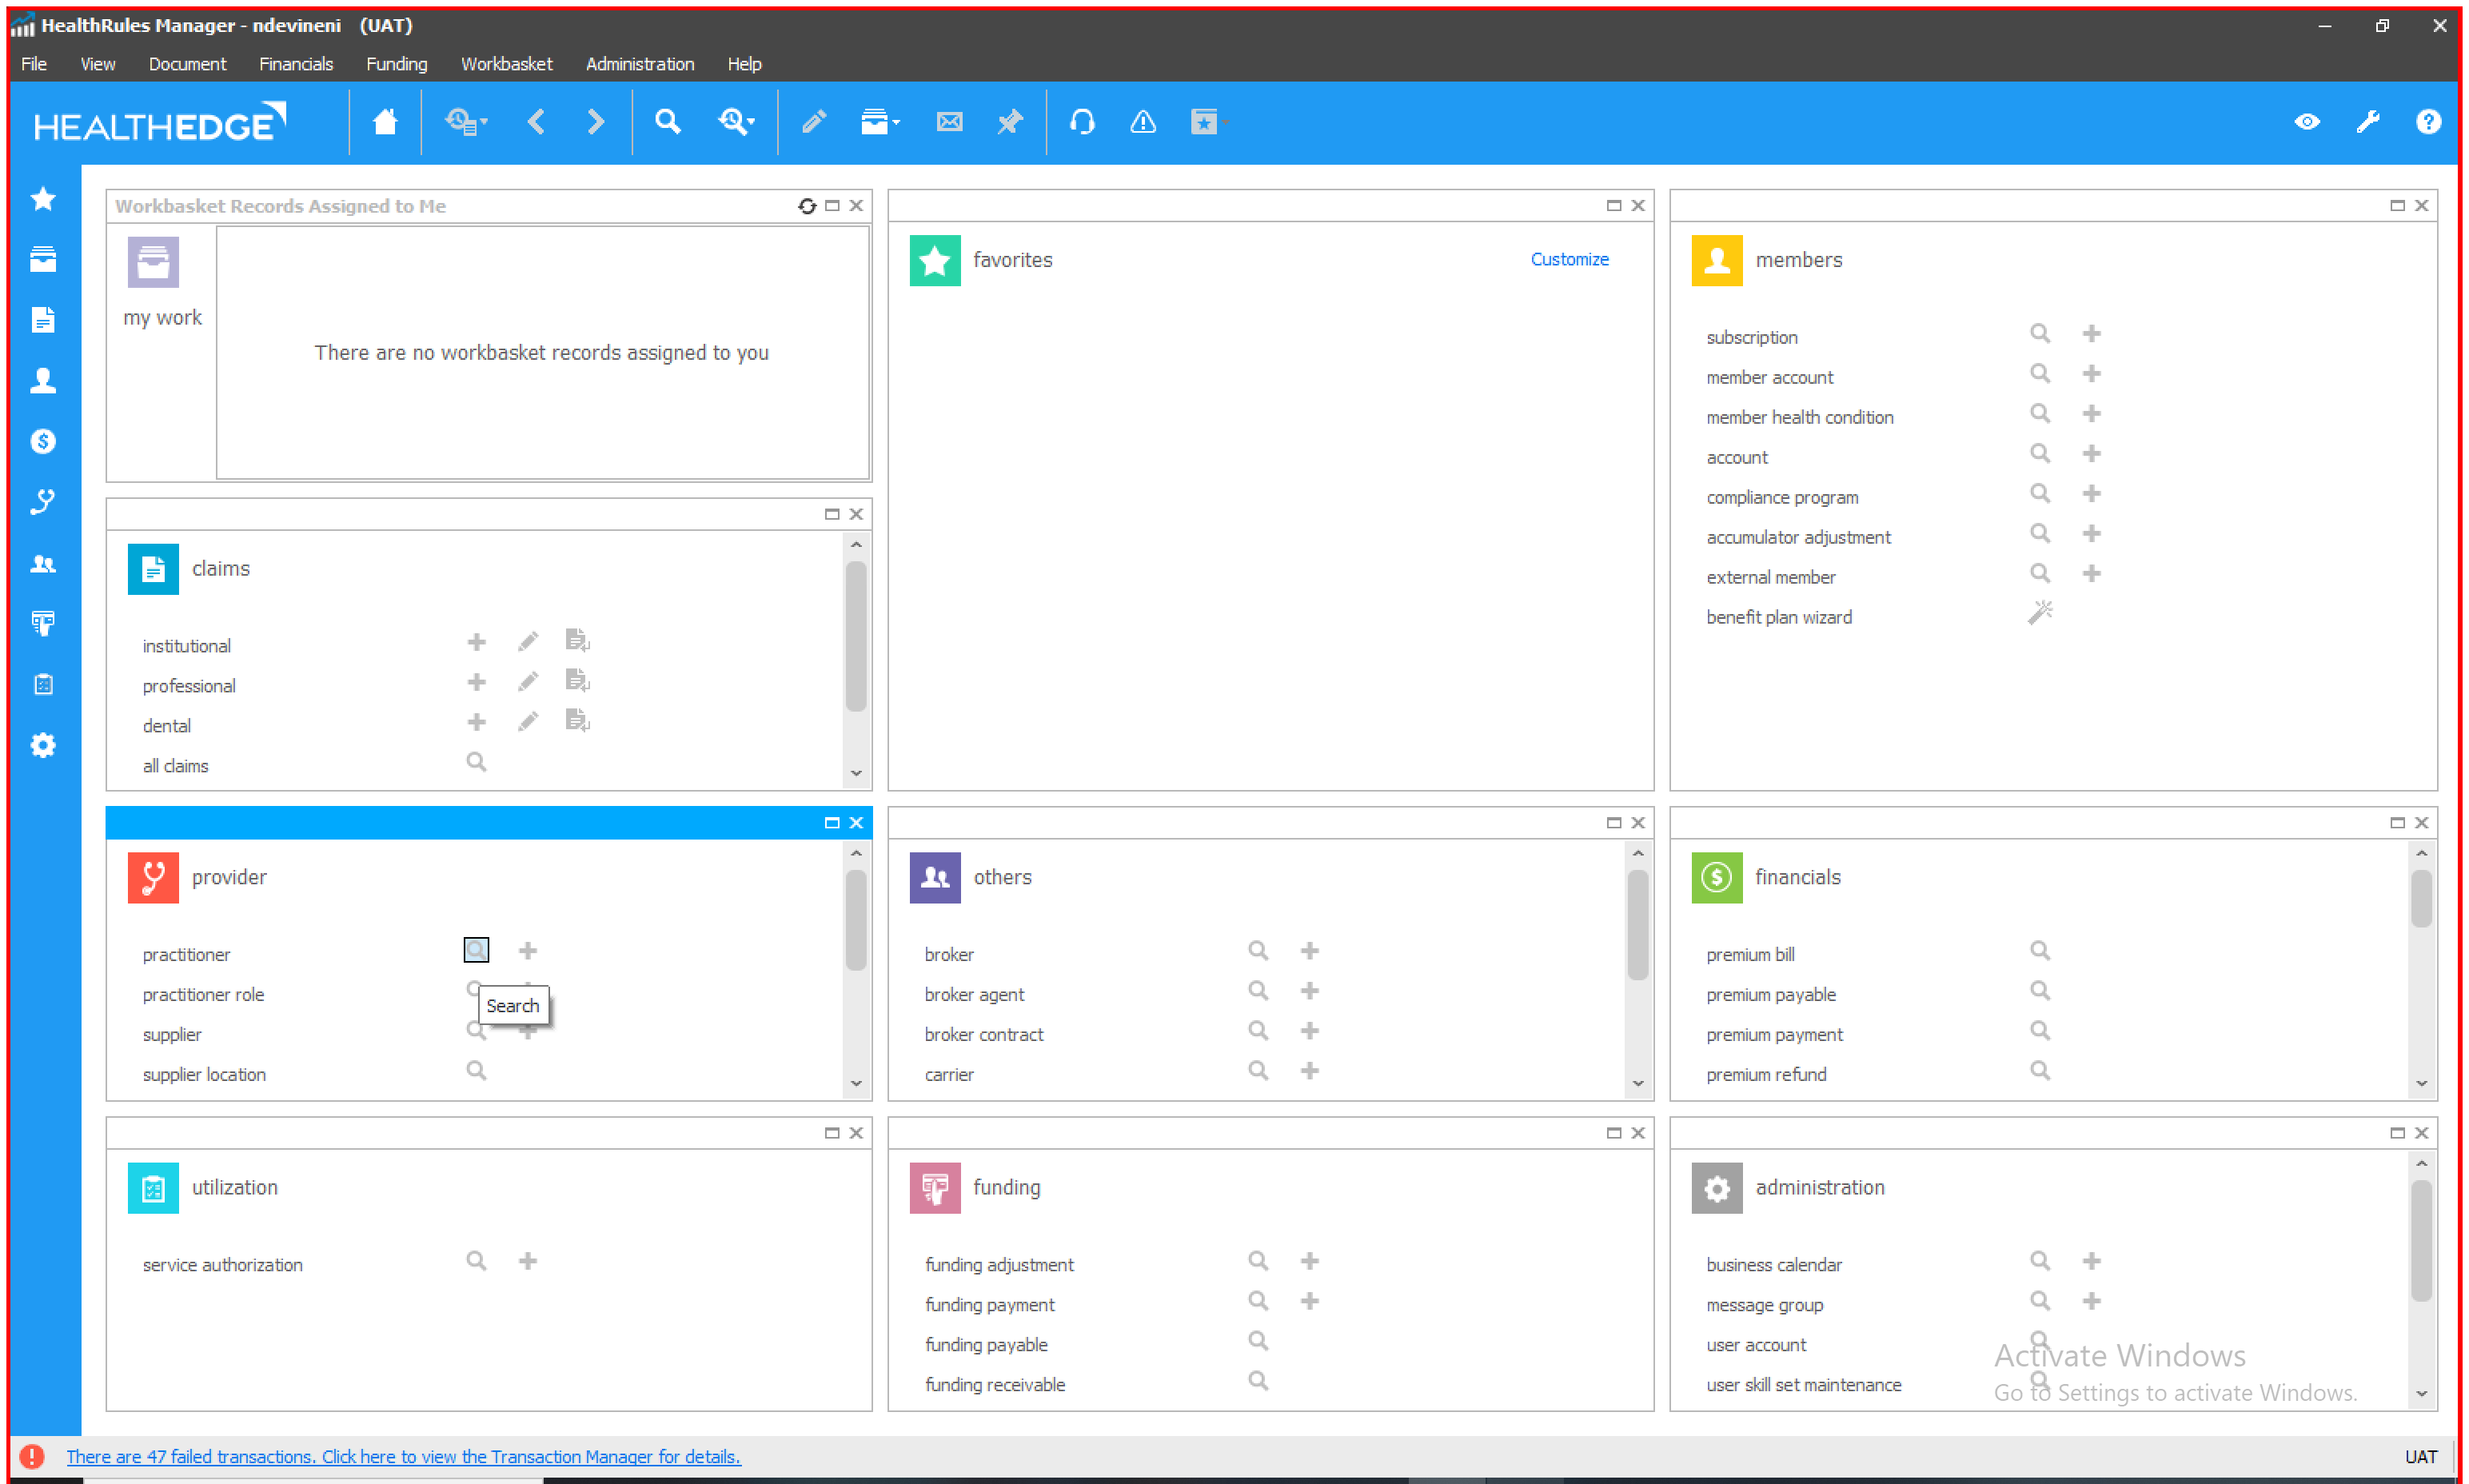 HealthRules Manager - ndevineni (UAT)
File View Document Financials Funding Workbasket Administration Help
HEALTHEDGE
Workbasket Records Assigned to Me
my work
There are no workbasket records assigned to you
favorites
Customize
members
subscription
member account
member health condition
account
compliance program
accumulator adjustment
external member
benefit plan wizard
claims
institutional
professional
dental
all claims
provider
practitioner
practitioner role
Search
supplier
supplier location
others
broker
broker agent
broker contract
carrier
financials
premium bill
premium payable
premium payment
premium refund
utilization
service authorization
funding
funding adjustment
funding payment
funding payable
funding receivable
administration
business calendar
message group
user account
user skill set maintenance
Activate Windows
Go to Settings to activate Windows.
There are 47 failed transactions. Click here to view the Transaction Manager for details.
UAT